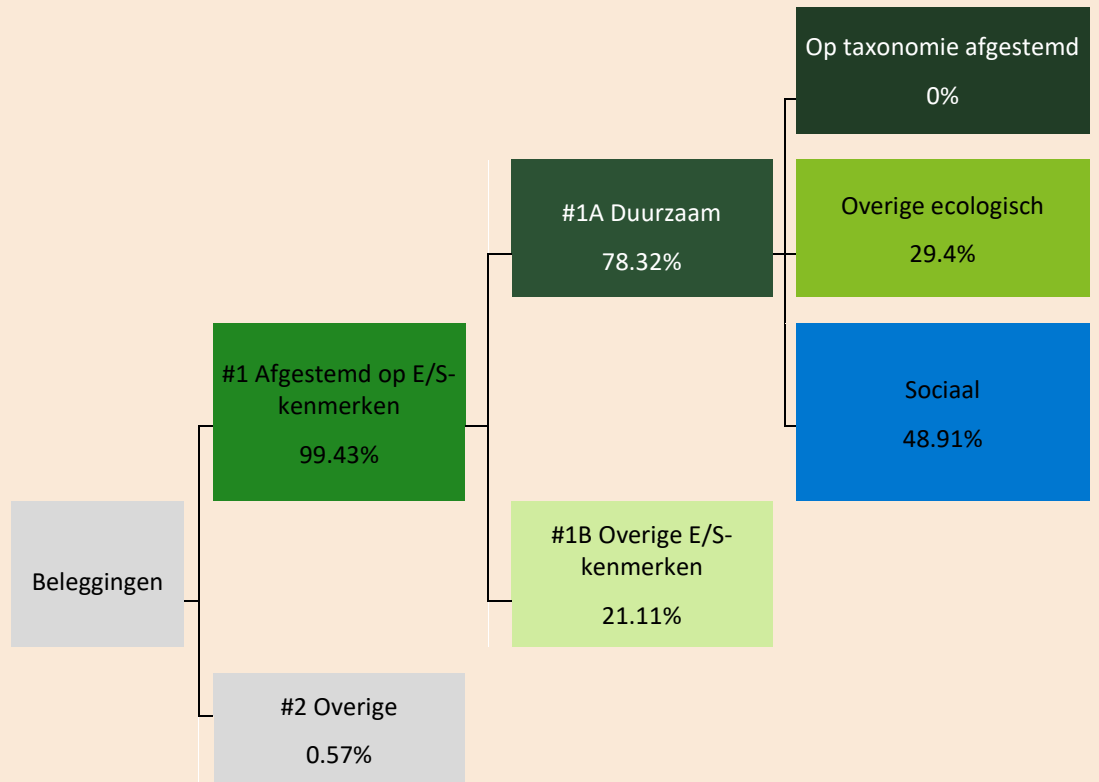 Beleggingen
#1 Afgestemd op E/S-
kenmerken
99.43%
#2 Overige
0.57%
#1A Duurzaam
78.32%
#1B Overige E/S-
kenmerken
21.11%
Op taxonomie afgestemd
0%
Overige ecologisch
29.4%
Sociaal
48.91%